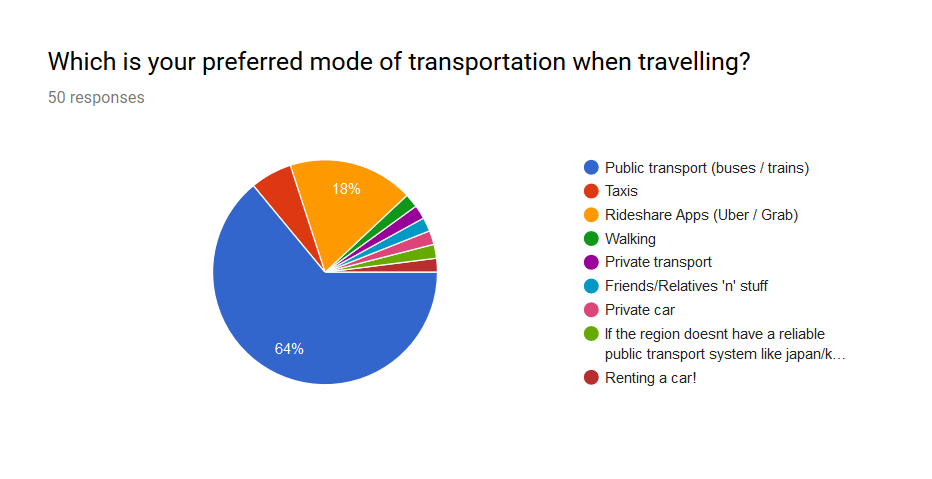 Which is your preferred mode of transportation when travelling?
50 responses
18%
64%
Public transport (buses / trains)
Taxis
Rideshare Apps (Uber / Grab)
Walking
Private transport
Friends/Relatives 'n' stuff
Private car
If the region doesnt have a reliable
public transport system like japan/k...
Renting a car!